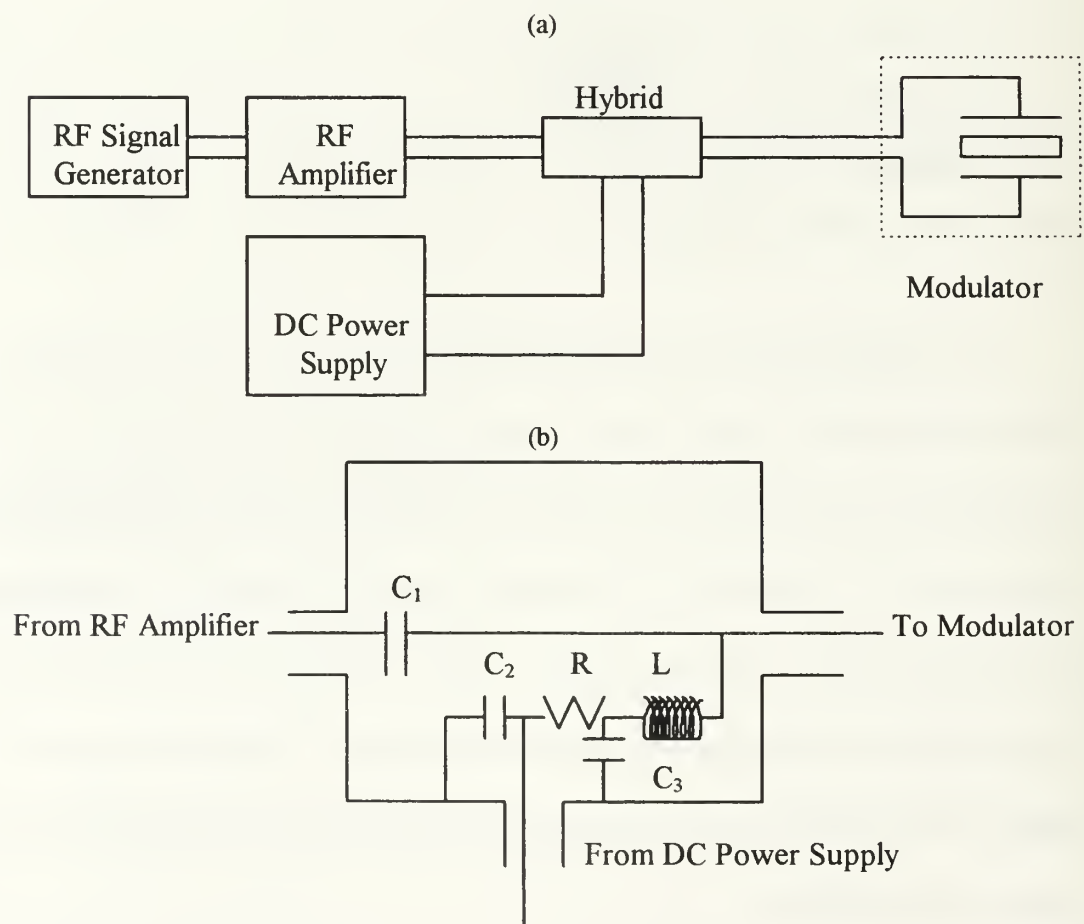 (a)
RF Signal
Generator
RF
Amplifier
Hybrid
DC Power
Supply
Modulator
(b)
From RF Amplifier
C₁
To Modulator
C₂
R
L
C₃
From DC Power Supply